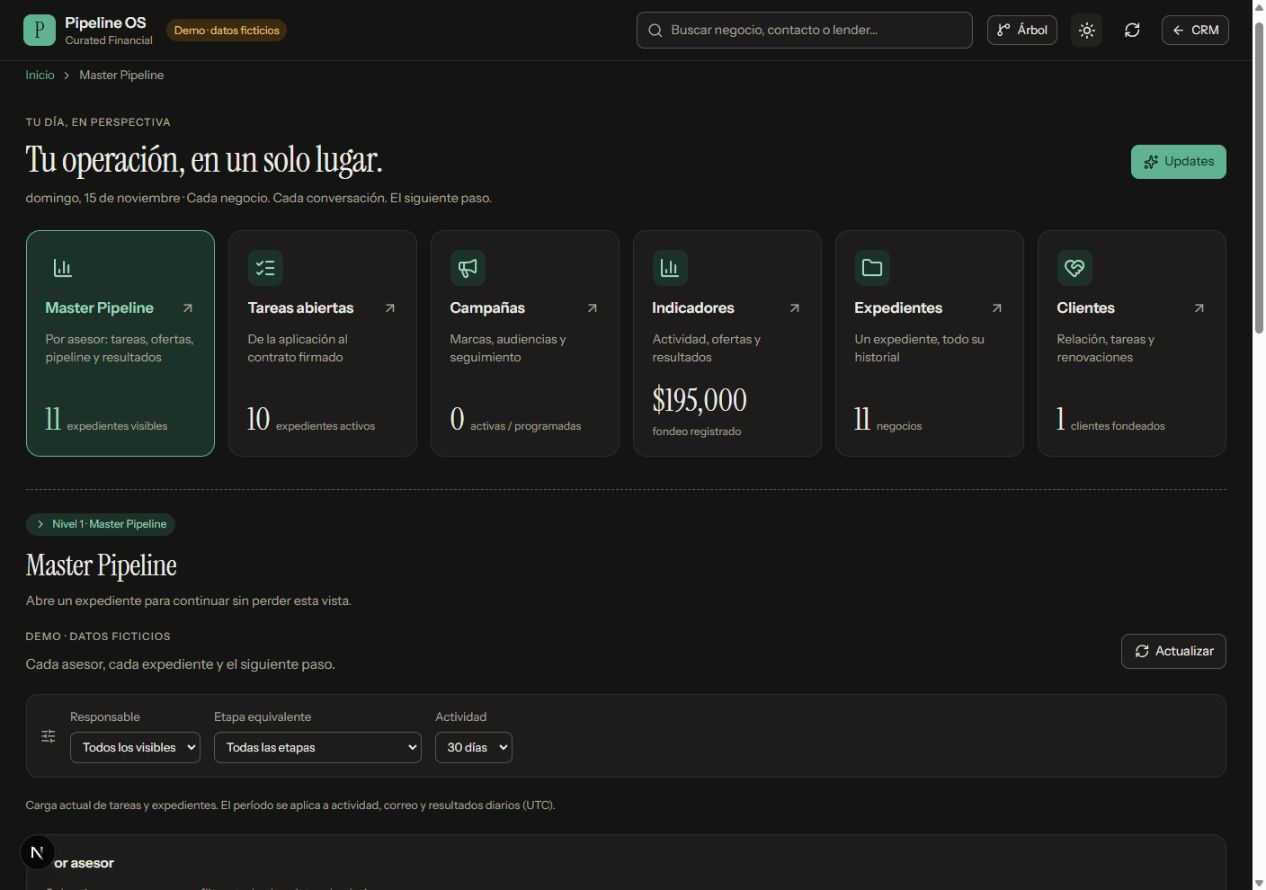 P
Pipeline OS
Curated Financial
Demo · datos ficticios
Buscar negocio, contacto o lender...
Árbol
CRM
Inicio > Master Pipeline
TU DÍA, EN PERSPECTIVA
Tu operación, en un solo lugar.
Updates
domingo, 15 de noviembre · Cada negocio. Cada conversación. El siguiente paso.
Master Pipeline
Por asesor: tareas, ofertas,
pipeline y resultados
11 expedientes visibles
Tareas abiertas
De la aplicación al
contrato firmado
10 expedientes activos
Campañas
Marcas, audiencias y
seguimiento
0 activas / programadas
Indicadores
Actividad, ofertas y
resultados
$195,000
fondeo registrado
Expedientes
Un expediente, todo su
historial
11 negocios
Clientes
Relación, tareas y
renovaciones
1 clientes fondeados
Nivel 1 · Master Pipeline
Master Pipeline
Abre un expediente para continuar sin perder esta vista.
DEMO · DATOS FICTICIOS
Cada asesor, cada expediente y el siguiente paso.
Actualizar
Responsable
Todos los visibles
Etapa equivalente
Todas las etapas
Actividad
30 días
Carga actual de tareas y expedientes. El período se aplica a actividad, correo y resultados diarios (UTC).
N
or asesor